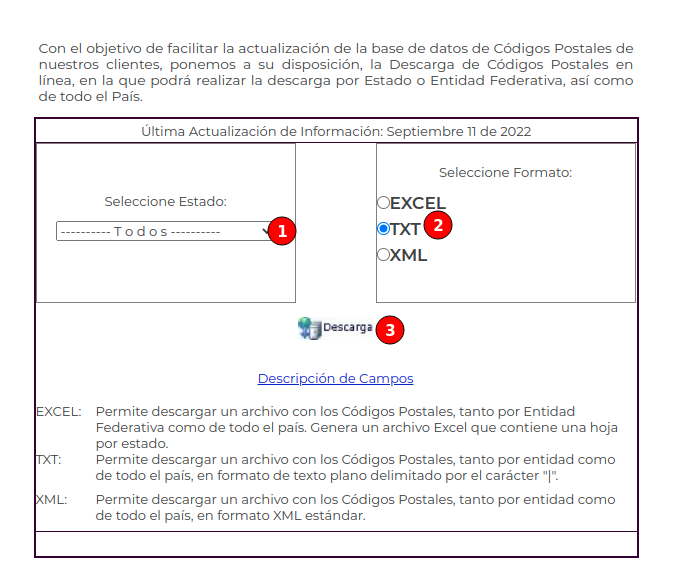 Con el objetivo de facilitar la actualización de la base de datos de Códigos Postales de
nuestros clientes, ponemos a su disposición, la Descarga de Códigos Postales en
línea, en la que podrá realizar la descarga por Estado o Entidad Federativa, así como
de todo el País.
Última Actualización de Información: Septiembre 11 de 2022
Seleccione Estado:
---------- T o d o s ----------
1
Seleccione Formato:
EXCEL
TXT
2
XML
Descarga
3
Descripción de Campos
EXCEL: Permite descargar un archivo con los Códigos Postales, tanto por Entidad
Federativa como de todo el país. Genera un archivo Excel que contiene una hoja
por estado.
TXT: Permite descargar un archivo con los Códigos Postales, tanto por entidad como
de todo el país, en formato de texto plano delimitado por el carácter "|".
XML: Permite descargar un archivo con los Códigos Postales, tanto por entidad como
de todo el país, en formato XML estándar.